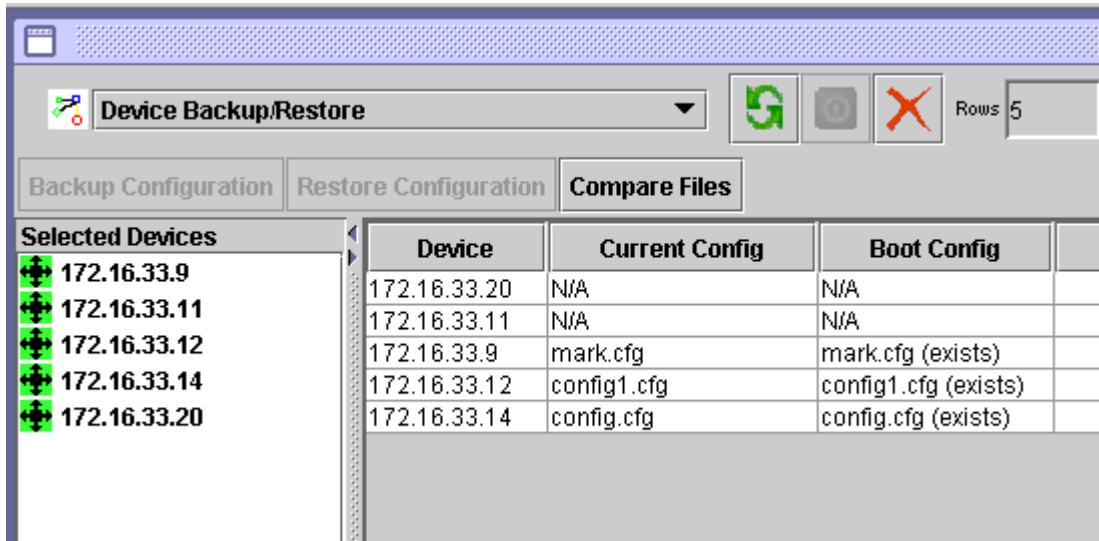 Device Backup/Restore Rows 5
Backup Configuration Restore Configuration Compare Files
Selected Devices
172.16.33.9
172.16.33.11
172.16.33.12
172.16.33.14
172.16.33.20
Device Current Config Boot Config
172.16.33.20 N/A N/A
172.16.33.11 N/A N/A
172.16.33.9 mark.cfg mark.cfg (exists)
172.16.33.12 config1.cfg config1.cfg (exists)
172.16.33.14 config.cfg config.cfg (exists)